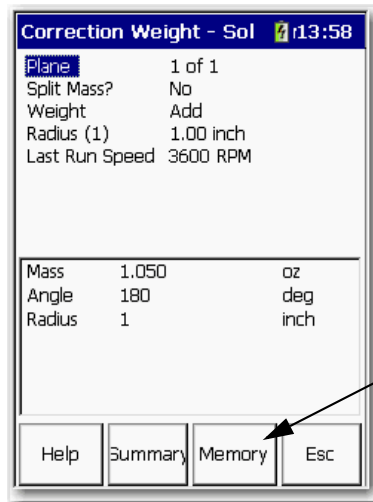 Correction Weight - Sol 13:58
Plane 1 of 1
Split Mass? No
Weight Add
Radius (1) 1.00 inch
Last Run Speed 3600 RPM
Mass 1.050 oz
Angle 180 deg
Radius 1 inch
Help Summary Memory Esc